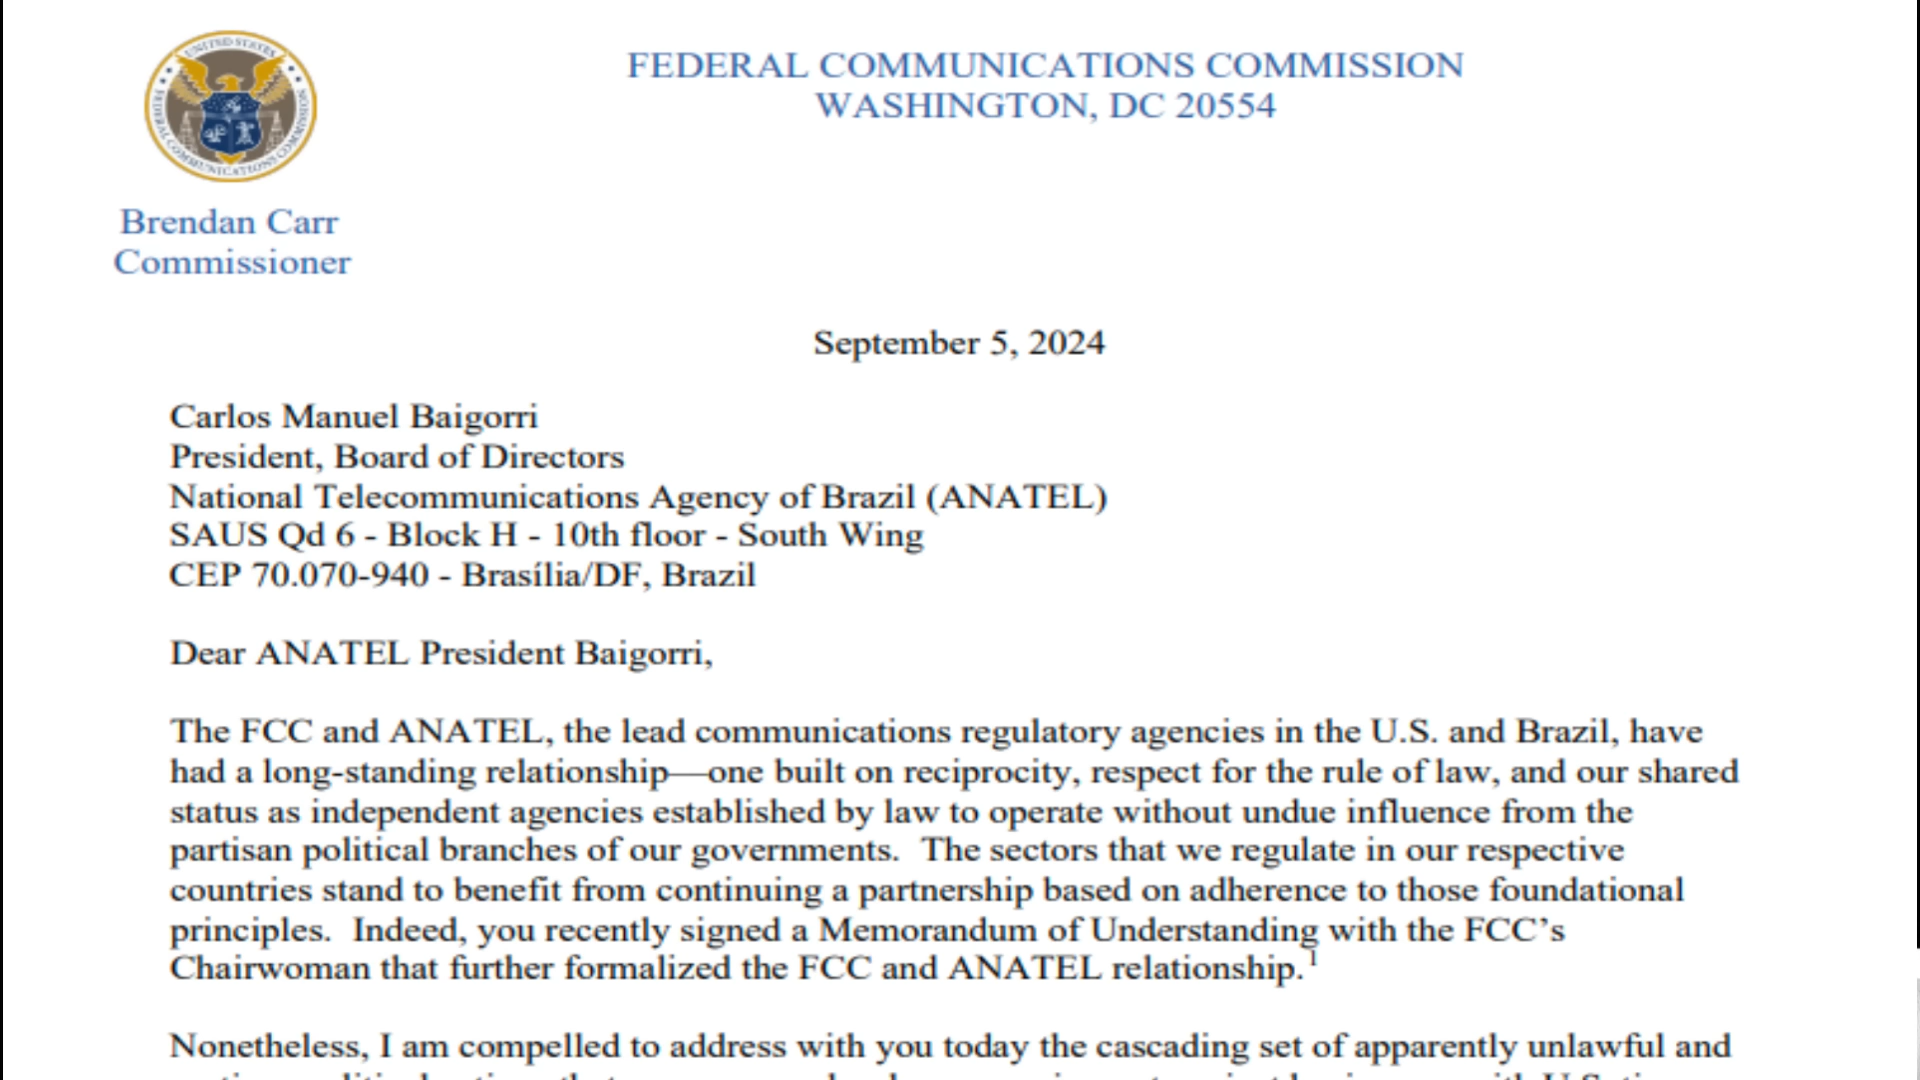 UNITED STATES
FEDERAL COMMUNICATIONS COMMISSION
FEDERAL COMMUNICATIONS COMMISSION
WASHINGTON, DC 20554
Brendan Carr
Commissioner
September 5, 2024
Carlos Manuel Baigorri
President, Board of Directors
National Telecommunications Agency of Brazil (ANATEL)
SAUS Qd 6 - Block H - 10th floor - South Wing
CEP 70.070-940 - Brasília/DF, Brazil
Dear ANATEL President Baigorri,
The FCC and ANATEL, the lead communications regulatory agencies in the U.S. and Brazil, have
had a long-standing relationship—one built on reciprocity, respect for the rule of law, and our shared
status as independent agencies established by law to operate without undue influence from the
partisan political branches of our governments.  The sectors that we regulate in our respective
countries stand to benefit from continuing a partnership based on adherence to those foundational
principles.  Indeed, you recently signed a Memorandum of Understanding with the FCC’s
Chairwoman that further formalized the FCC and ANATEL relationship.¹
Nonetheless, I am compelled to address with you today the cascading set of apparently unlawful and